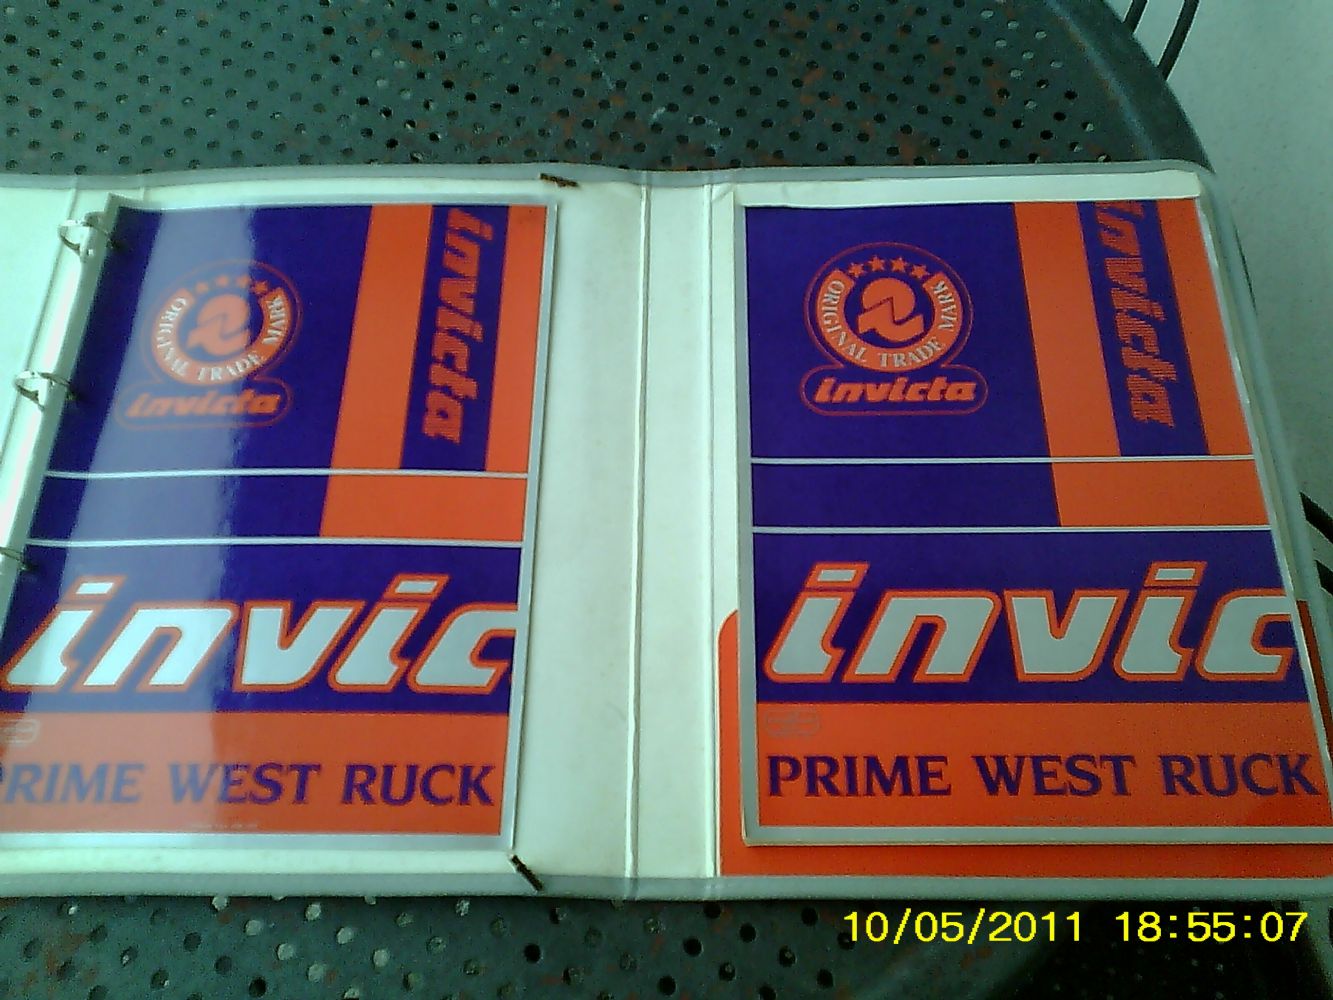 invicta
ORIGINAL TRADE MARK
invicta
invic
PRIME WEST RUCK
invicta
ORIGINAL TRADE MARK
invicta
invic
PRIME WEST RUCK
10/05/2011 18:55:07